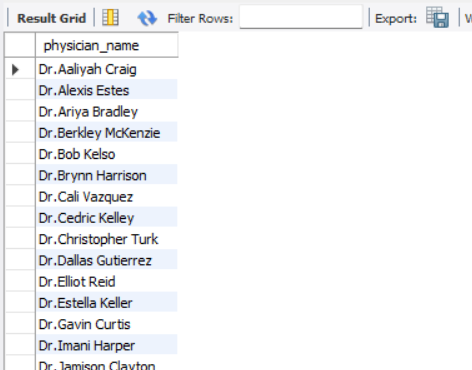 Result Grid Filter Rows: Export:
physician_name
Dr.Aaliyah Craig
Dr.Alexis Estes
Dr.Ariya Bradley
Dr.Berkley McKenzie
Dr.Bob Kelso
Dr.Brynn Harrison
Dr.Cali Vazquez
Dr.Cedric Kelley
Dr.Christopher Turk
Dr.Dallas Gutierrez
Dr.Elliot Reid
Dr.Estella Keller
Dr.Gavin Curtis
Dr.Imani Harper
Dr.Jamison Clayton